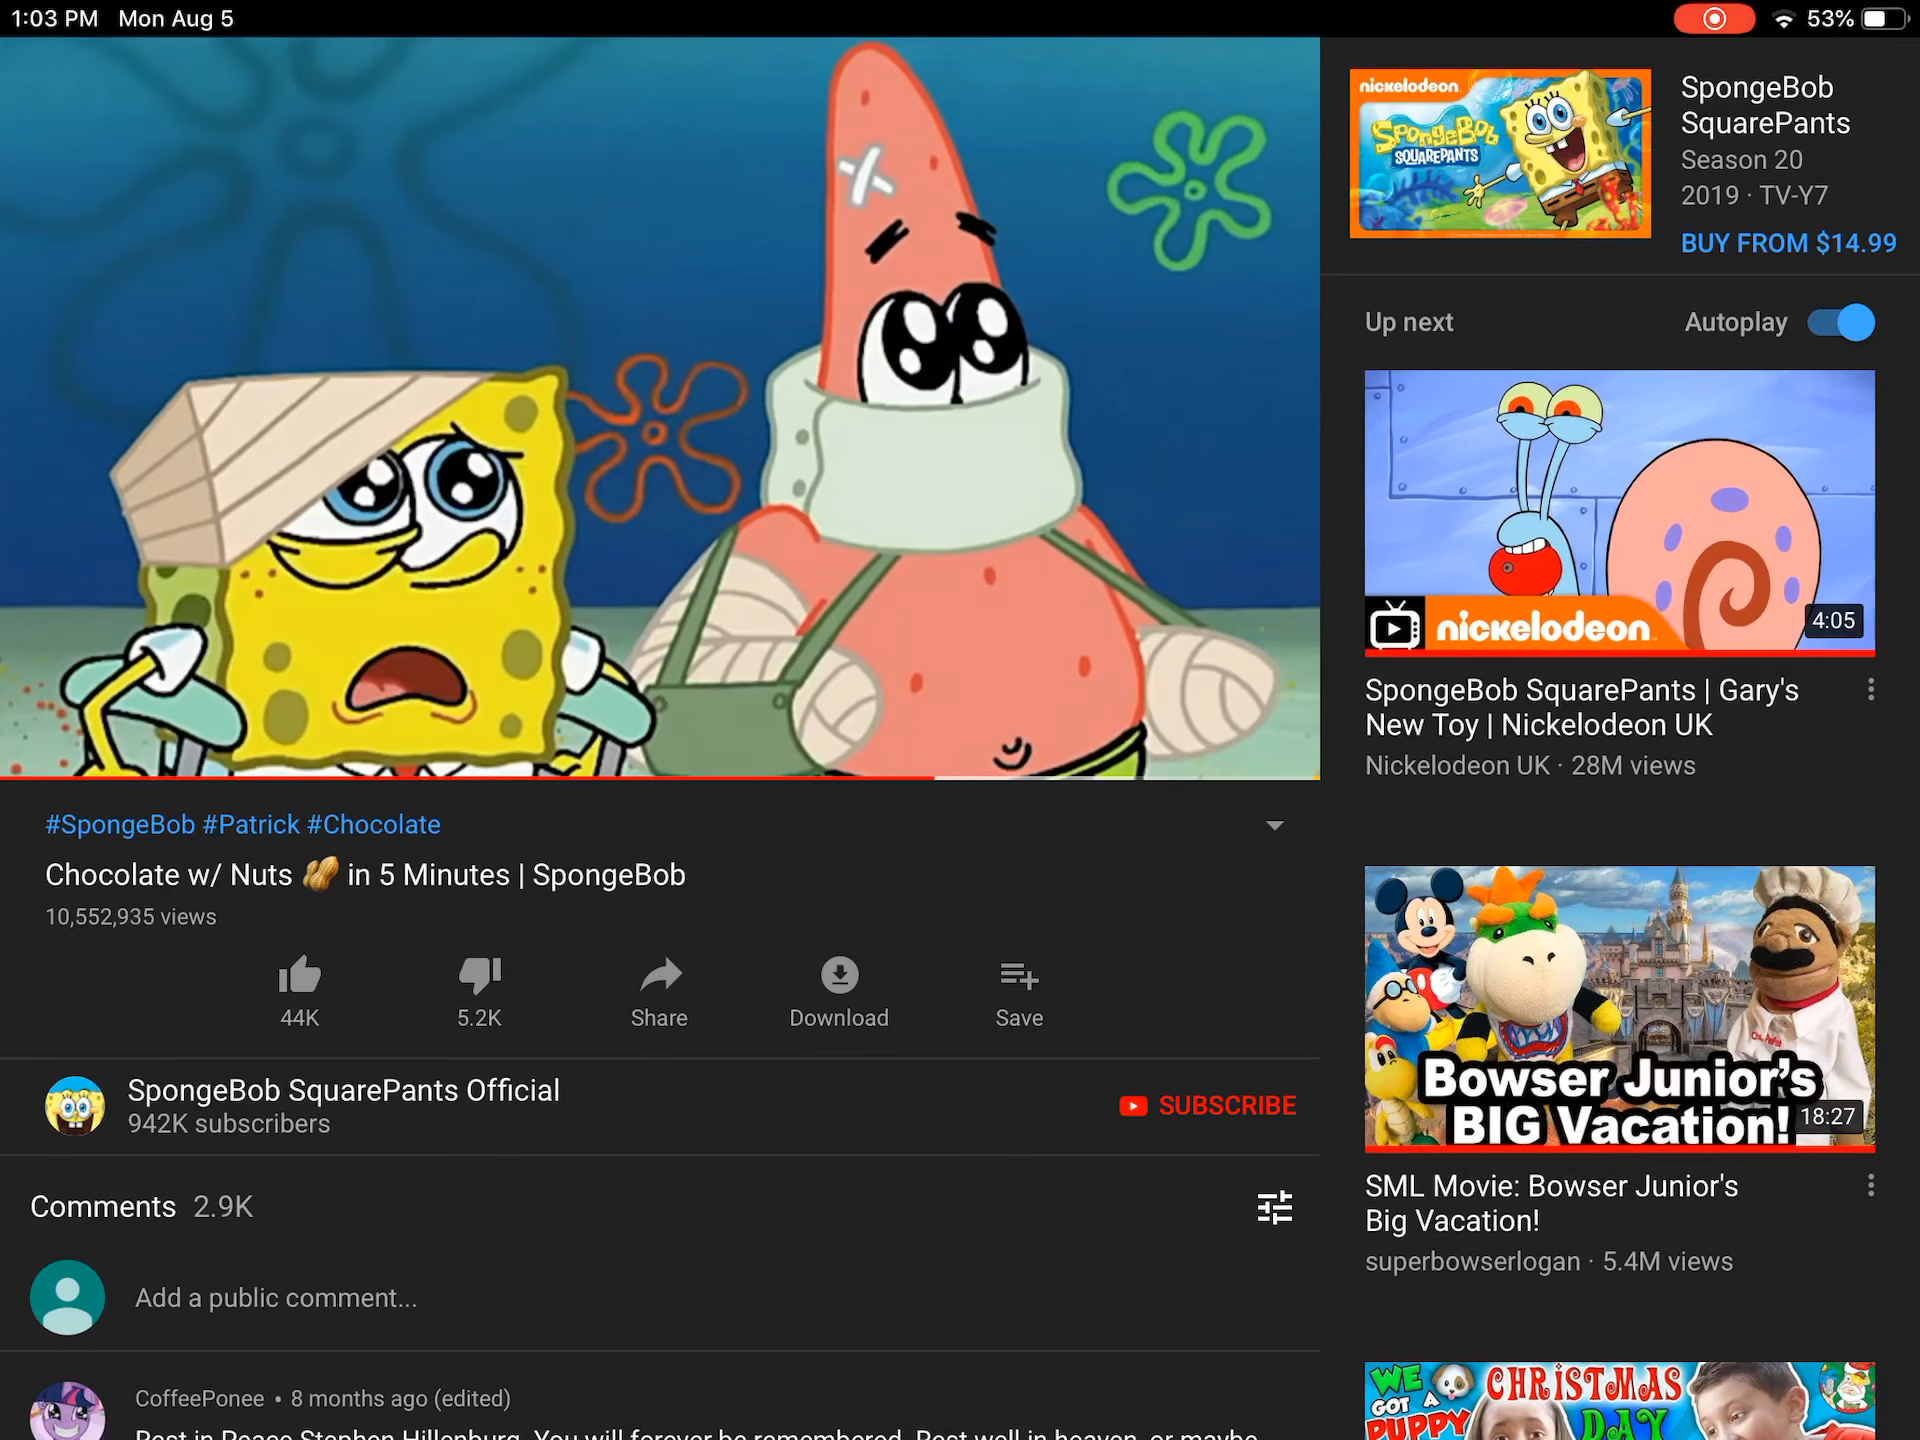 1:03 PM Mon Aug 5
53%
nickelodeon
SpongeBob
SQUAREPANTS
SpongeBob
SquarePants
Season 20
2019 · TV-Y7
BUY FROM $14.99
Up next
Autoplay
nickelodeon
4:05
SpongeBob SquarePants | Gary's
New Toy | Nickelodeon UK
Nickelodeon UK · 28M views
#SpongeBob #Patrick #Chocolate
Chocolate w/ Nuts 🥜 in 5 Minutes | SpongeBob
10,552,935 views
44K
5.2K
Share
Download
Save
SpongeBob SquarePants Official
942K subscribers
SUBSCRIBE
Bowser Junior's
BIG Vacation!
18:27
SML Movie: Bowser Junior's
Big Vacation!
superbowserlogan · 5.4M views
Comments 2.9K
Add a public comment...
CoffeePonee • 8 months ago (edited)
Rest in Peace Stephen Hillenburg. You will forever be remembered. Rest well in heaven, or maybe
WE
GOT A
PUPPY
CHRISTMAS
DAY